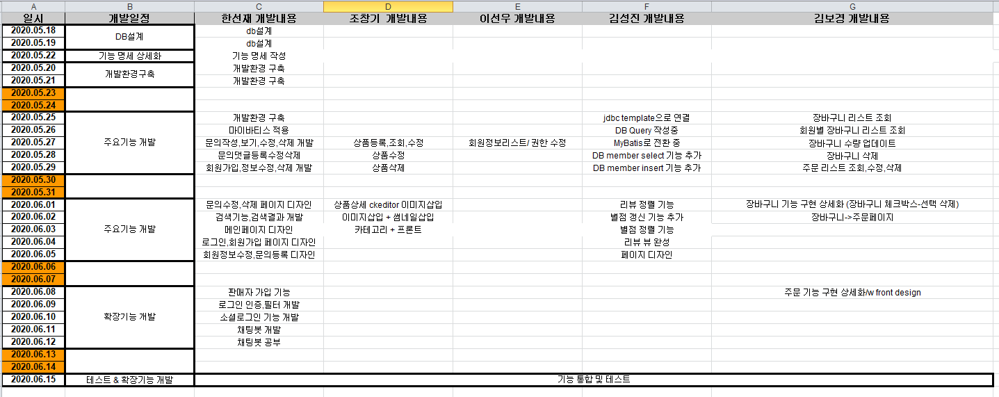 A B C D E F G
일시 개발일정 한선재 개발내용 조창기 개발내용 이선우 개발내용 김성진 개발내용 김보경 개발내용
2020.05.18 DB설계 db설계
2020.05.19 db설계
2020.05.22 기능 명세 상세화 기능 명세 작성
2020.05.20 개발환경구축 개발환경 구축
2020.05.21 개발환경 구축
2020.05.23
2020.05.24
2020.05.25 개발환경 구축 jdbc template으로 연결 장바구니 리스트 조회
2020.05.26 마이바티스 적용 DB Query 작성중 회원별 장바구니 리스트 조회
2020.05.27 주요기능 개발 문의작성,보기,수정,삭제 개발 상품등록,조회,수정 회원정보리스트/ 권한 수정 MyBatis로 전환 중 장바구니 수량 업데이트
2020.05.28 문의댓글등록수정삭제 상품수정 DB member select 기능 추가 장바구니 삭제
2020.05.29 회원가입,정보수정,삭제 개발 상품삭제 DB member insert 기능 추가 주문 리스트 조회,수정,삭제
2020.05.30
2020.05.31
2020.06.01 문의수정,삭제 페이지 디자인 상품상세 ckeditor 이미지삽입 리뷰 정렬 기능 장바구니 기능 구현 상세화 (장바구니 체크박스-선택 삭제)
2020.06.02 검색기능,검색결과 개발 이미지삽입 + 썸네일삽입 별점 갱신 기능 추가 장바구니->주문페이지
2020.06.03 주요기능 개발 메인페이지 디자인 카테고리 + 프론트 별점 정렬 기능
2020.06.04 로그인,회원가입 페이지 디자인 리뷰 뷰 완성
2020.06.05 회원정보수정,문의등록 디자인 페이지 디자인
2020.06.06
2020.06.07
2020.06.08 판매자 가입 기능 주문 기능 구현 상세화/w front design
2020.06.09 로그인 인증,필터 개발
2020.06.10 확장기능 개발 소셜로그인 기능 개발
2020.06.11 채팅봇 개발
2020.06.12 채팅봇 공부
2020.06.13
2020.06.14
2020.06.15 테스트 & 확장기능 개발 기능 통합 및 테스트